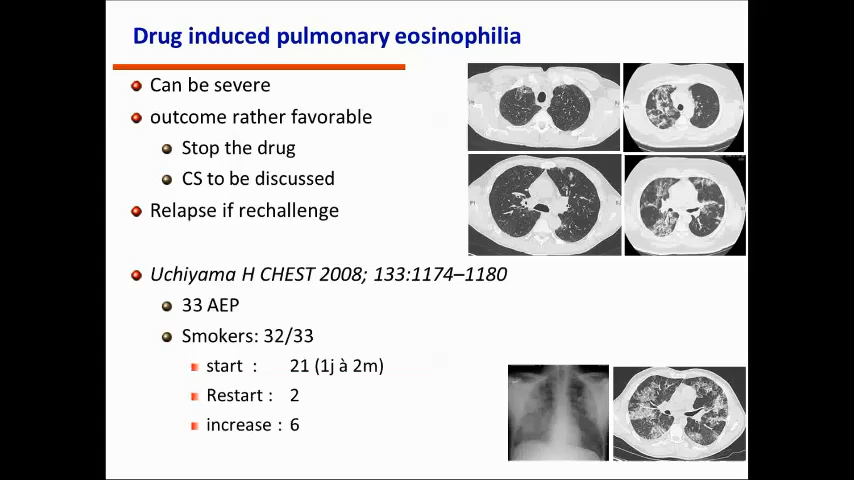 Drug induced pulmonary eosinophilia
Can be severe
outcome rather favorable
Stop the drug
CS to be discussed
Relapse if rechallenge
Uchiyama H CHEST 2008; 133:1174–1180
33 AEP
Smokers: 32/33
start : 21 (1j à 2m)
Restart : 2
increase : 6